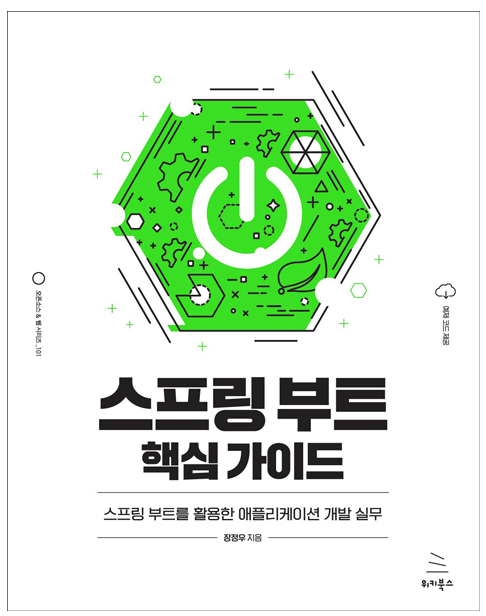 오픈소스 & 웹 시리즈_101
예제 코드 제공
스프링 부트
핵심 가이드
스프링 부트를 활용한 애플리케이션 개발 실무
장정우 지음
위키북스